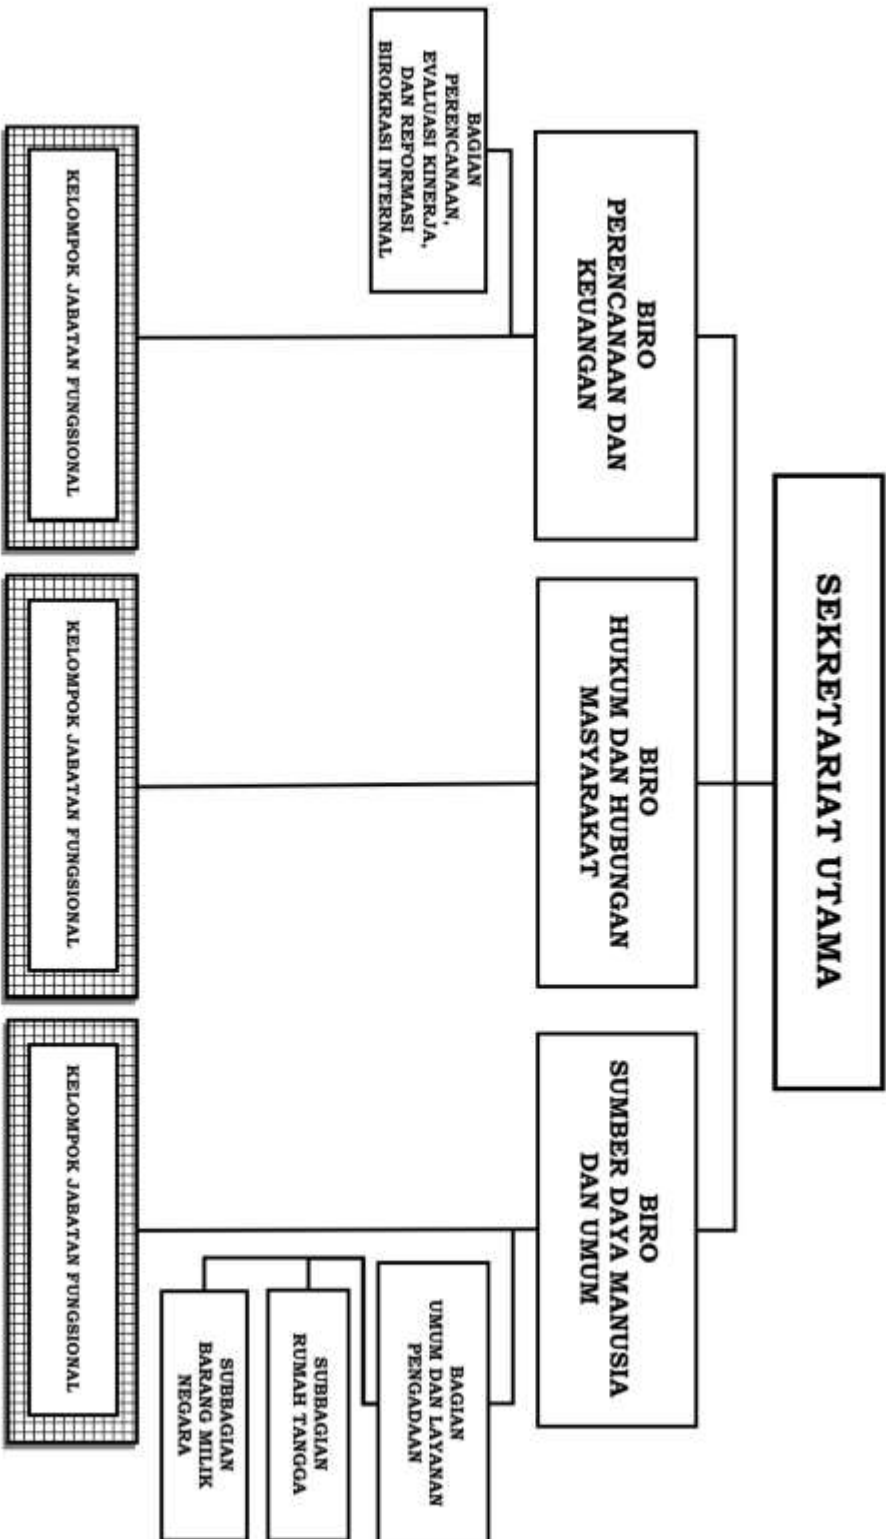 SEKRETARIAT UTAMA
BIRO
PERENCANAAN DAN
KEUANGAN
BIRO
HUKUM DAN HUBUNGAN
MASYARAKAT
BIRO
SUMBER DAYA MANUSIA
DAN UMUM
BAGIAN
PERENCANAAN,
EVALUASI KINERJA,
DAN REFORMASI
BIROKRASI INTERNAL
BAGIAN
UMUM DAN LAYANAN
PENGADAAN
SUBBAGIAN
RUMAH TANGGA
SUBBAGIAN
BARANG MILIK
NEGARA
KELOMPOK JABATAN FUNGSIONAL
KELOMPOK JABATAN FUNGSIONAL
KELOMPOK JABATAN FUNGSIONAL